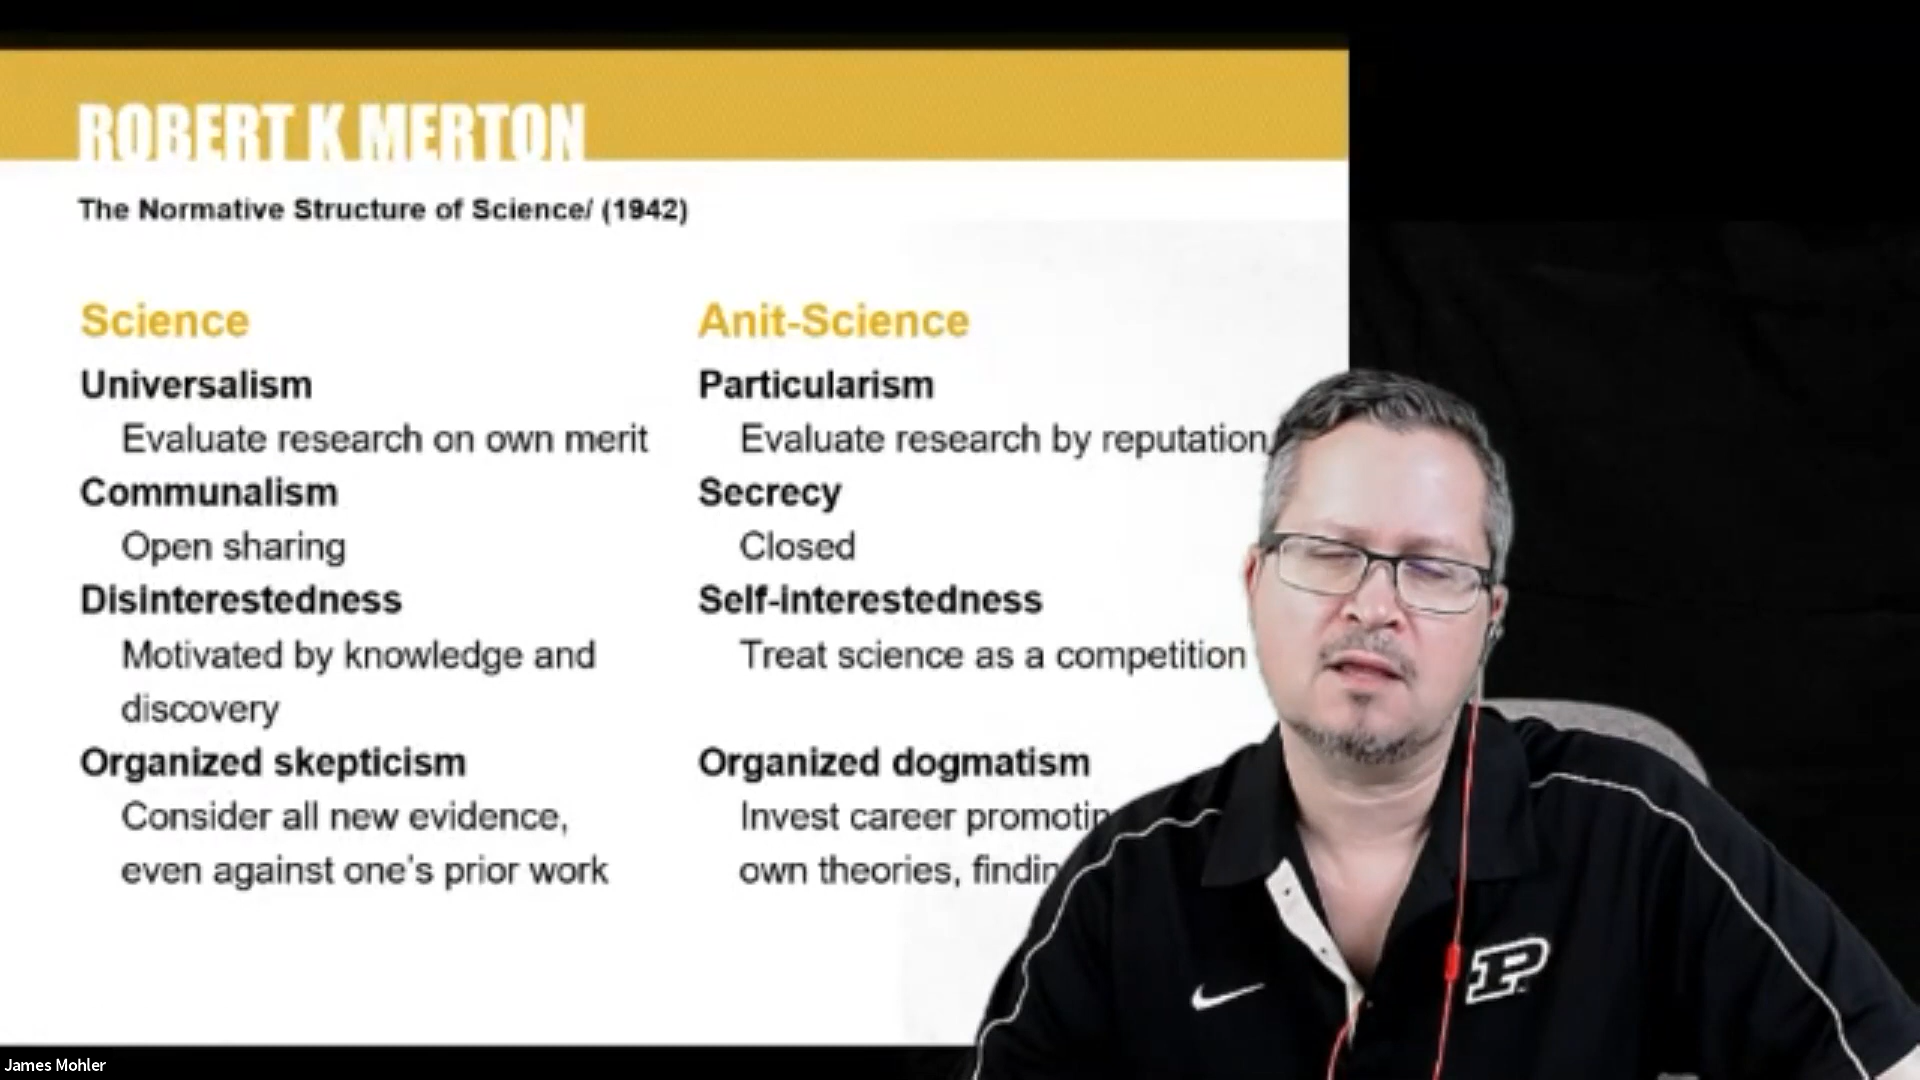 ROBERT K MERTON
The Normative Structure of Science/ (1942)
Science
Universalism
Evaluate research on own merit
Communalism
Open sharing
Disinterestedness
Motivated by knowledge and
discovery
Organized skepticism
Consider all new evidence,
even against one's prior work
Anit-Science
Particularism
Evaluate research by reputation,
Secrecy
Closed
Self-interestedness
Treat science as a competition
Organized dogmatism
Invest career
own theories,
P
James Mohler